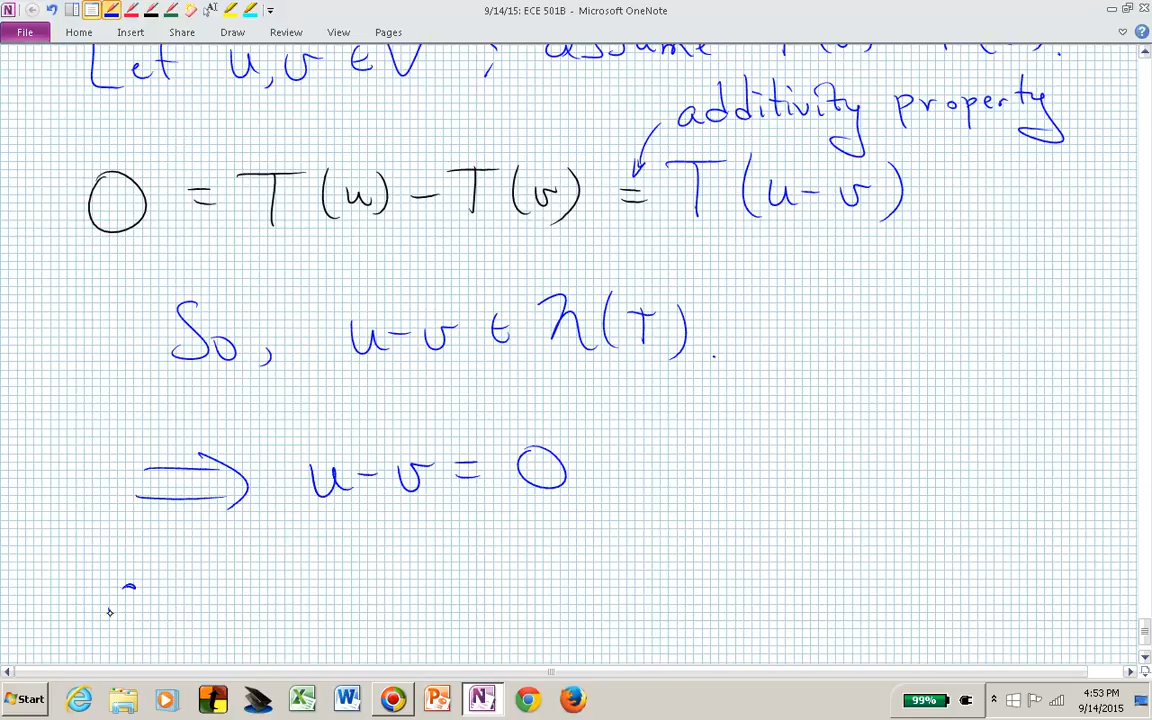 9/14/15: ECE 501B - Microsoft OneNote
File Home Insert Share Draw Review View Pages
Let u, v ∈ V ; assume
additivity property
0 = T(u) - T(v) = T(u-v)
So, u-v ∈ η(T).
⇒ u-v = 0
Start
99%
4:53 PM
9/14/2015